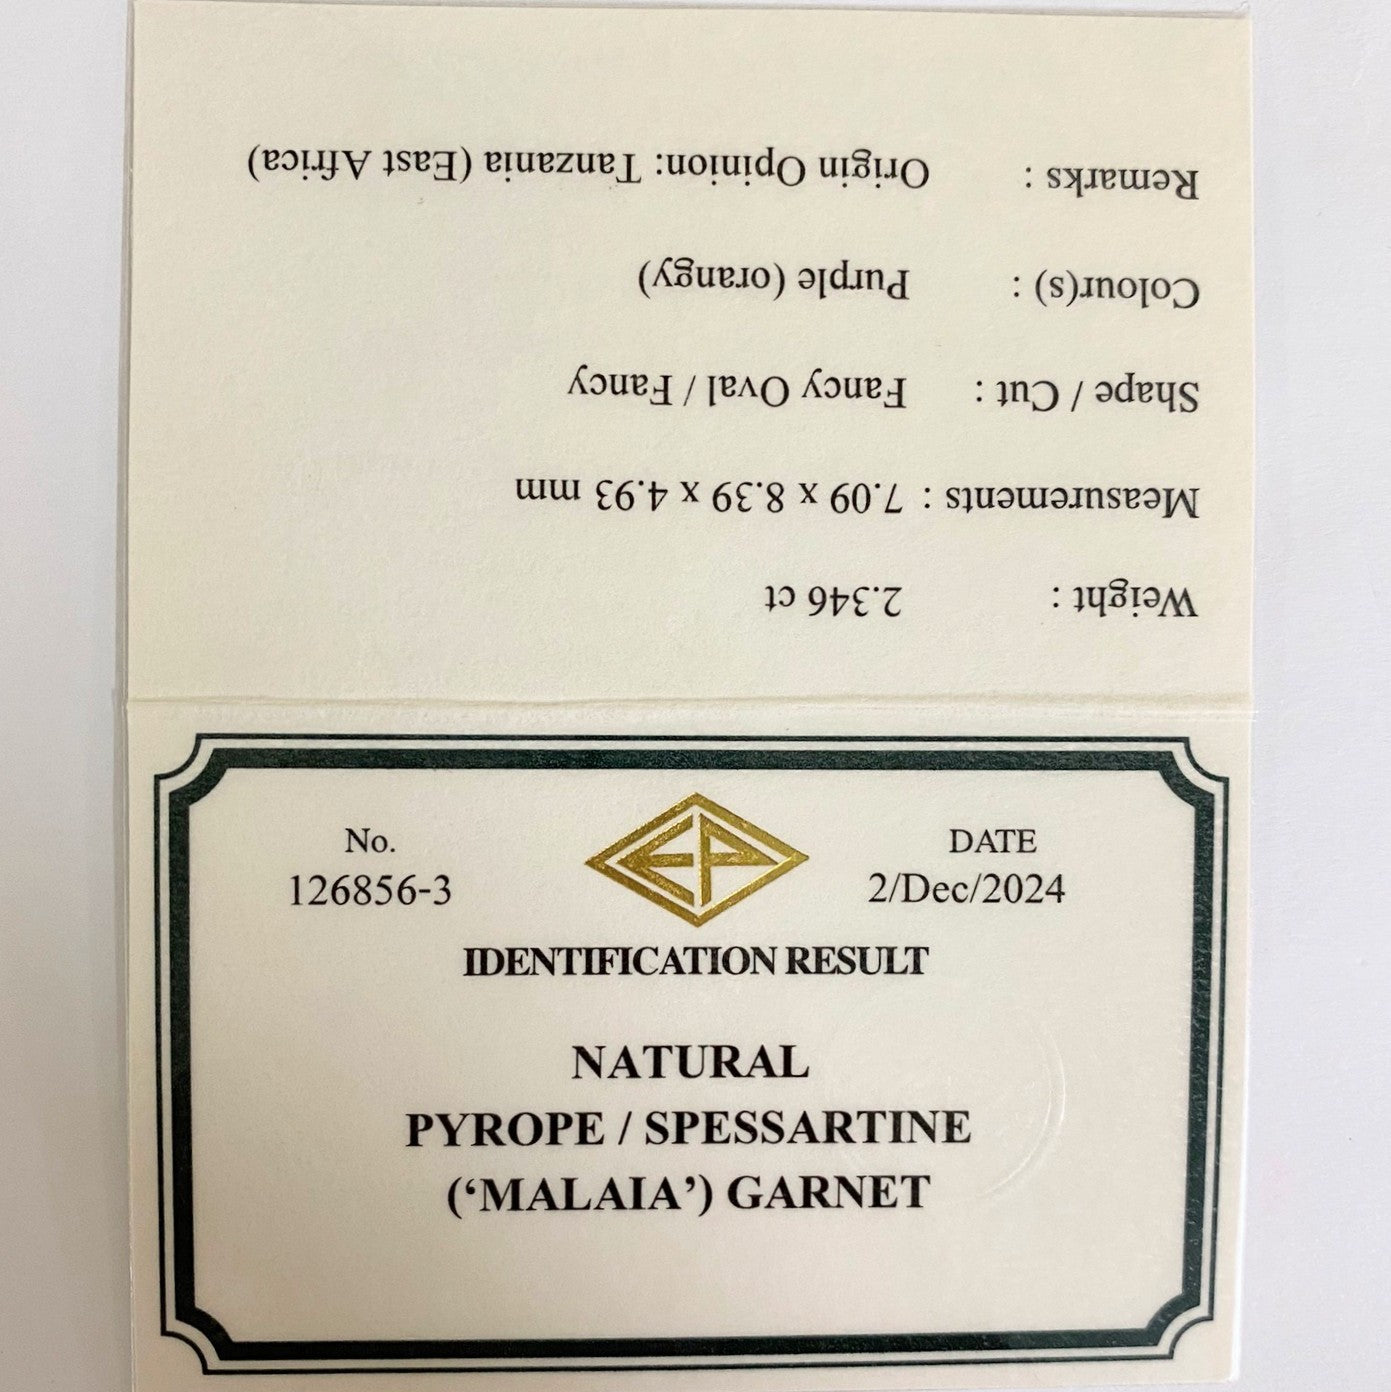 Weight : 2.346 ct
Measurements : 7.09 x 8.39 x 4.93 mm
Shape / Cut : Fancy Oval / Fancy
Colour(s) : Purple (orangy)
Remarks : Origin Opinion: Tanzania (East Africa)
No. EP DATE
126856-3 2/Dec/2024
IDENTIFICATION RESULT
NATURAL
PYROPE / SPESSARTINE
(‘MALAIA’) GARNET